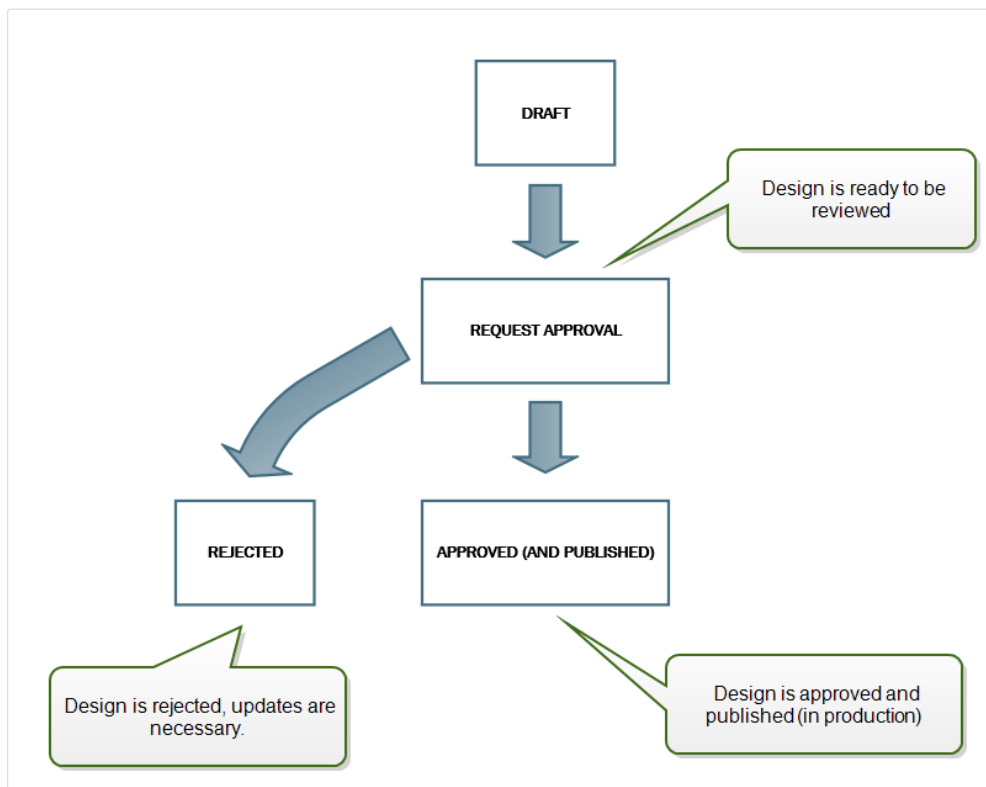 DRAFT
Design is ready to be
reviewed
REQUEST APPROVAL
REJECTED
APPROVED (AND PUBLISHED)
Design is rejected, updates are
necessary.
Design is approved and
published (in production)